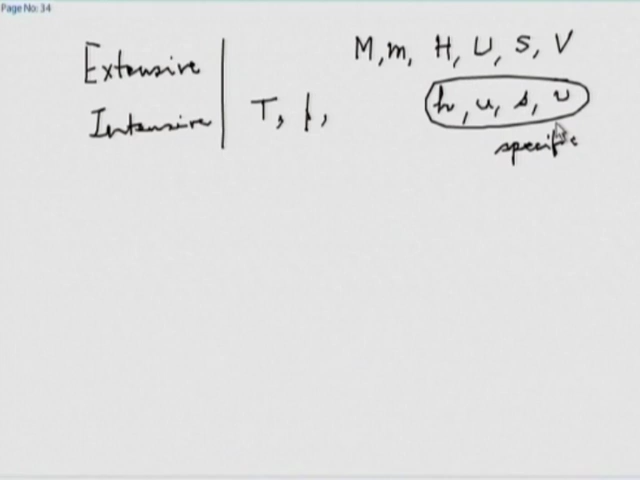 Page No: 34
Extensive M, m, H, U, S, V
Intensive T, p, h, u, s, v
specific